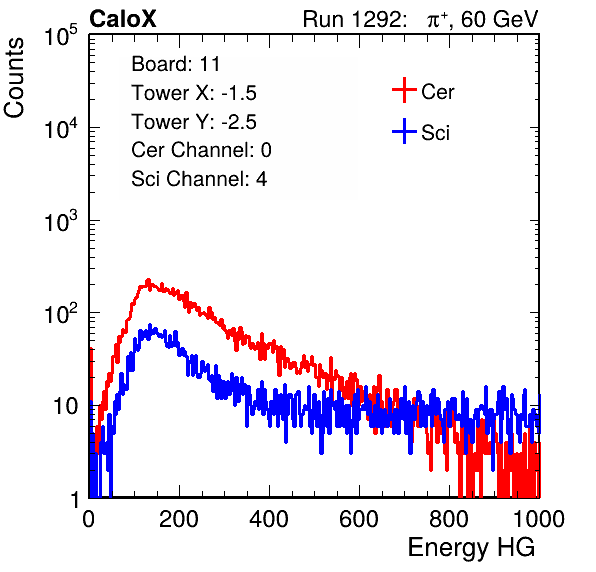 CaloX Run 1292: π⁺, 60 GeV
Board: 11
Tower X: -1.5
Tower Y: -2.5
Cer Channel: 0
Sci Channel: 4
Cer
Sci
Counts
10⁵
10⁴
10³
10²
10
1
0 200 400 600 800 1000
Energy HG